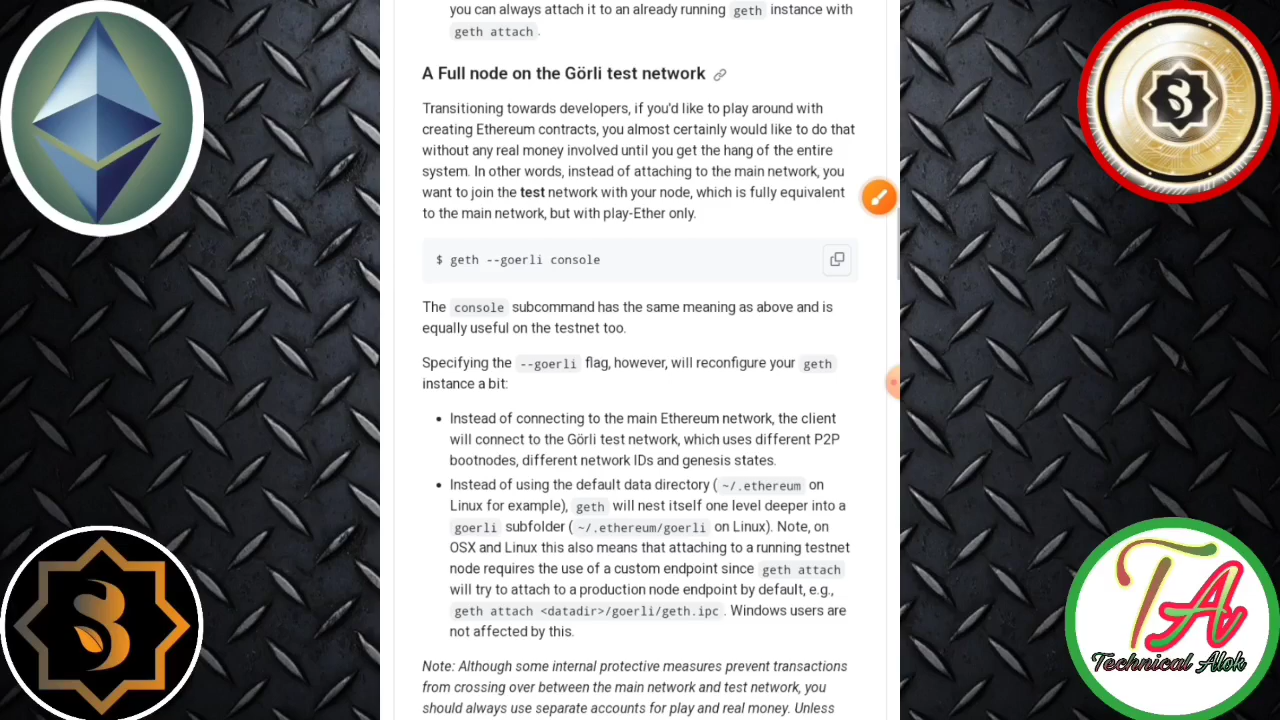 you can always attach it to an already running geth instance with
geth attach.
A Full node on the Görli test network
Transitioning towards developers, if you'd like to play around with
creating Ethereum contracts, you almost certainly would like to do that
without any real money involved until you get the hang of the entire
system. In other words, instead of attaching to the main network, you
want to join the test network with your node, which is fully equivalent
to the main network, but with play-Ether only.
$ geth --goerli console
The console subcommand has the same meaning as above and is
equally useful on the testnet too.
Specifying the --goerli flag, however, will reconfigure your geth
instance a bit:
• Instead of connecting to the main Ethereum network, the client
will connect to the Görli test network, which uses different P2P
bootnodes, different network IDs and genesis states.
• Instead of using the default data directory ( ~/.ethereum on
Linux for example), geth will nest itself one level deeper into a
goerli subfolder ( ~/.ethereum/goerli on Linux). Note, on
OSX and Linux this also means that attaching to a running testnet
node requires the use of a custom endpoint since geth attach
will try to attach to a production node endpoint by default, e.g.,
geth attach <datadir>/goerli/geth.ipc. Windows users are
not affected by this.
Note: Although some internal protective measures prevent transactions
from crossing over between the main network and test network, you
should always use separate accounts for play and real money. Unless
TA
Technical Alok